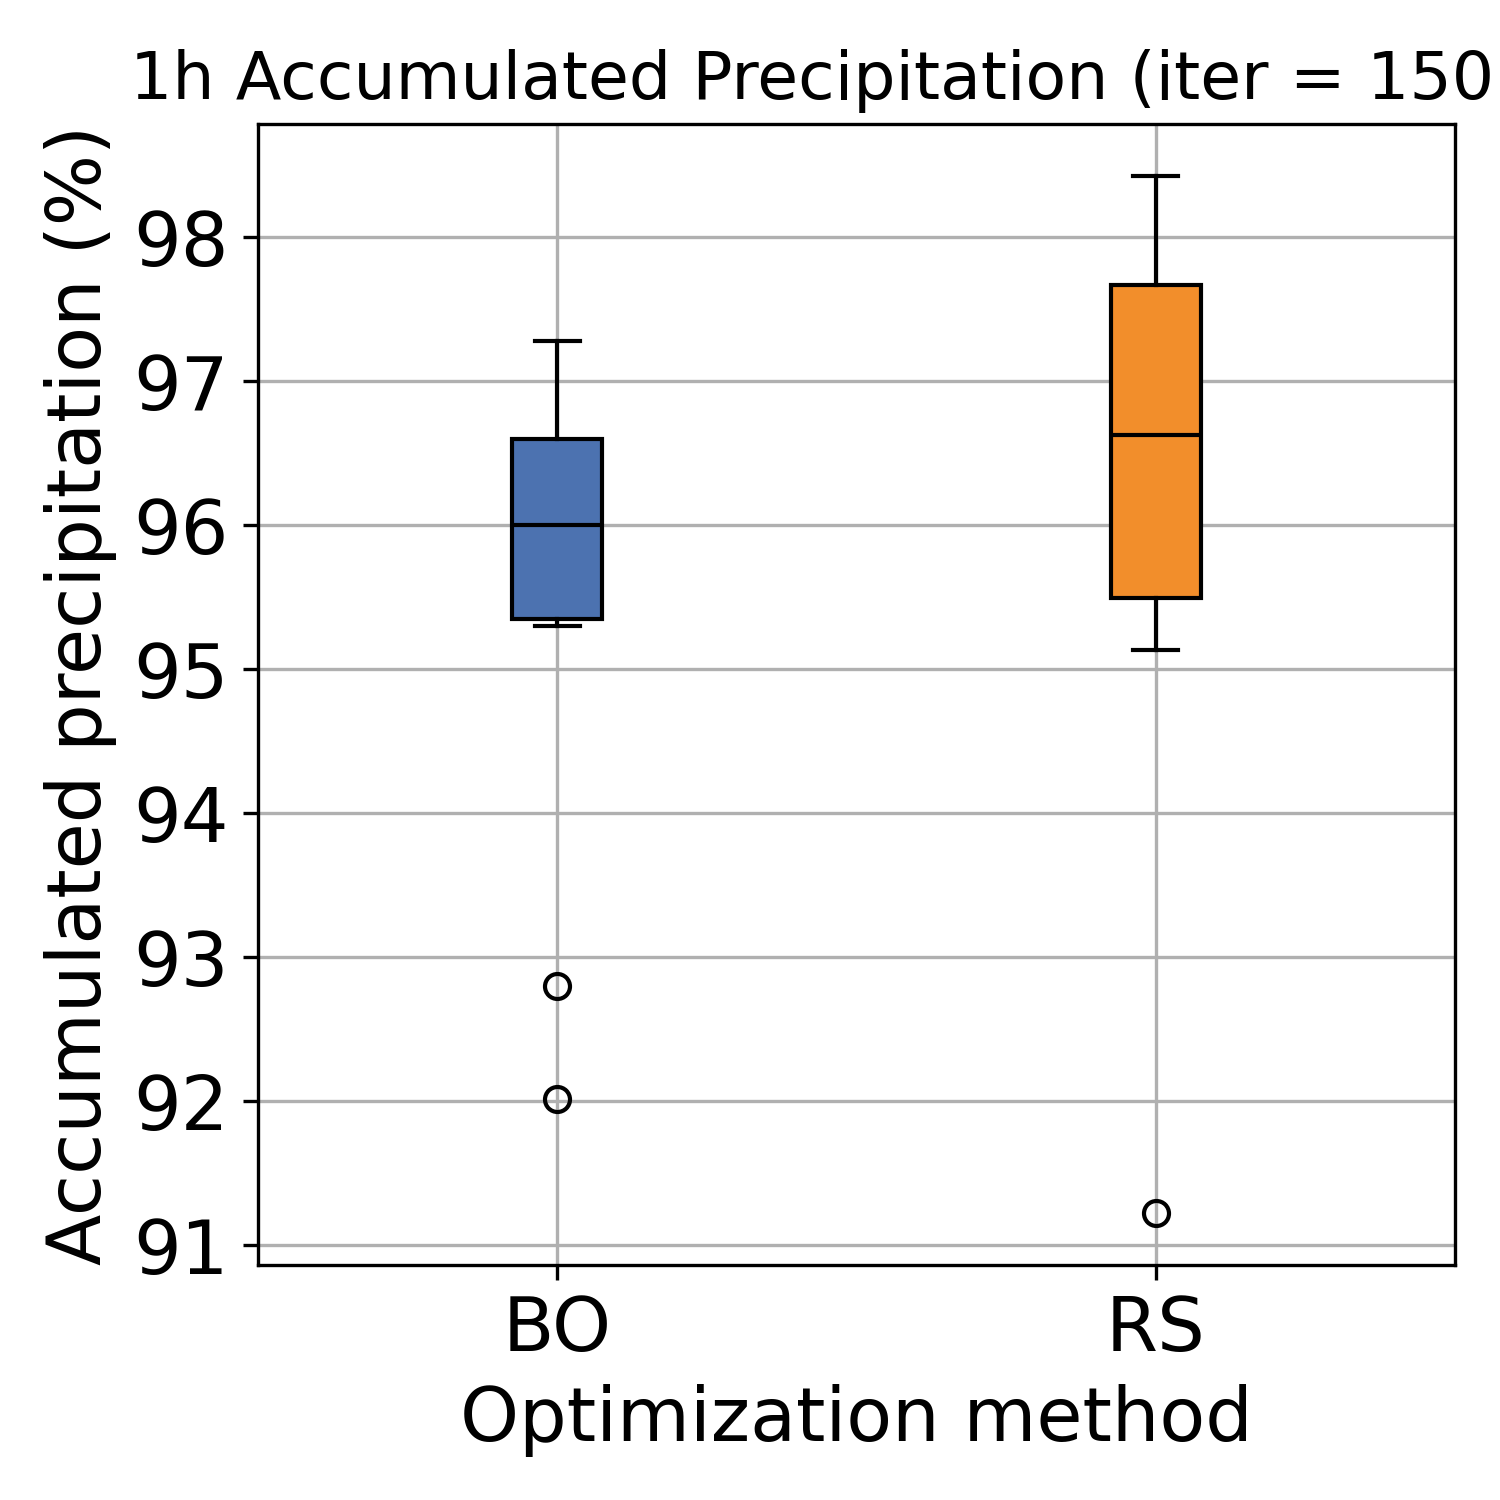 1h Accumulated Precipitation (iter = 150
Accumulated precipitation (%)
98
97
96
95
94
93
92
91
BO RS
Optimization method